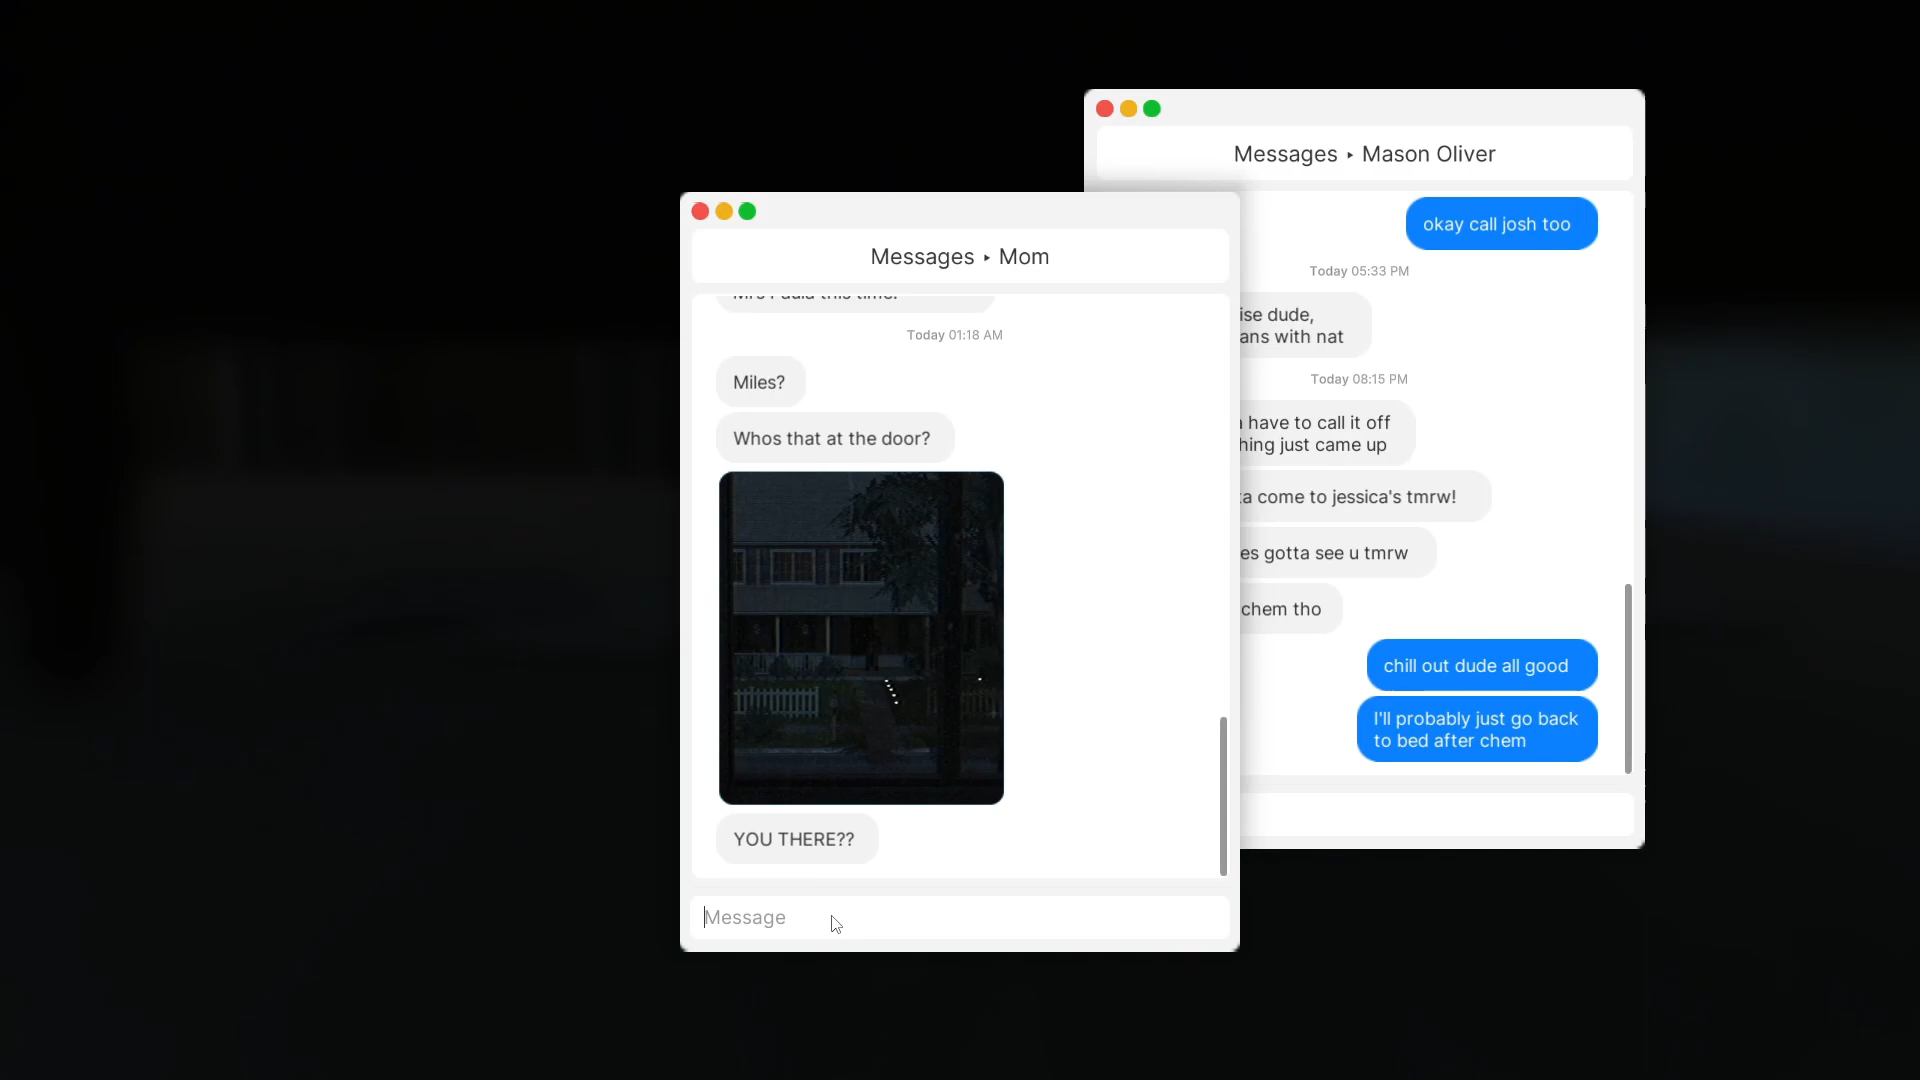 Messages ▸ Mason Oliver
okay call josh too
Today 05:33 PM
ise dude,
ans with nat
Today 08:15 PM
have to call it off
hing just came up
ta come to jessica's tmrw!
es gotta see u tmrw
chem tho
chill out dude all good
I'll probably just go back
to bed after chem
Messages ▸ Mom
this time.
Today 01:18 AM
Miles?
Whos that at the door?
YOU THERE??
Message